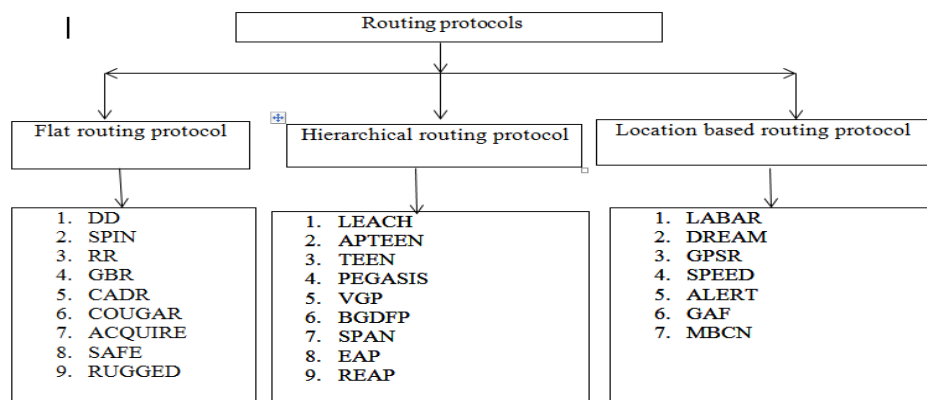 Routing protocols
Flat routing protocol
Hierarchical routing protocol
Location based routing protocol
1. DD
2. SPIN
3. RR
4. GBR
5. CADR
6. COUGAR
7. ACQUIRE
8. SAFE
9. RUGGED
1. LEACH
2. APTEEN
3. TEEN
4. PEGASIS
5. VGP
6. BGDFP
7. SPAN
8. EAP
9. REAP
1. LABAR
2. DREAM
3. GPSR
4. SPEED
5. ALERT
6. GAF
7. MBCN